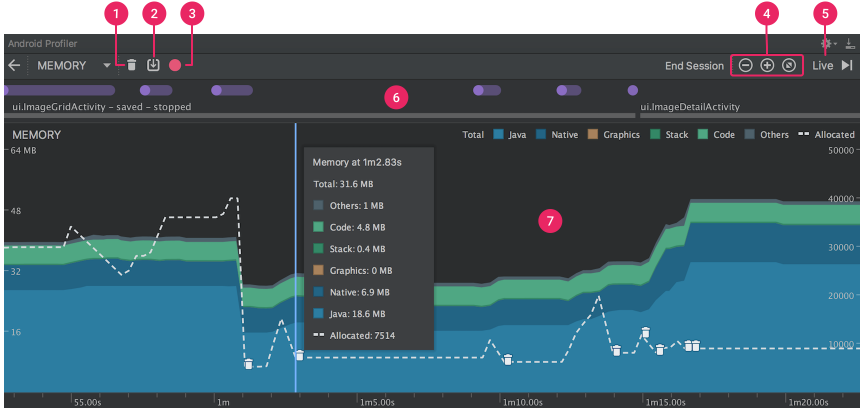 1 2 3 4 5
Android Profiler
MEMORY End Session Live
6
ui.ImageGridActivity – saved – stopped ui.ImageDetailActivity
MEMORY Total Java Native Graphics Stack Code Others Allocated
64 MB 50000
Memory at 1m2.83s
Total: 31.6 MB
Others: 1 MB
48 40000
Code: 4.8 MB
7
Stack: 0.4 MB
32 30000
Graphics: 0 MB
Native: 6.9 MB
20000
Java: 18.6 MB
16
Allocated: 7514
10000
55.00s 1m 1m5.00s 1m10.00s 1m15.00s 1m20.00s